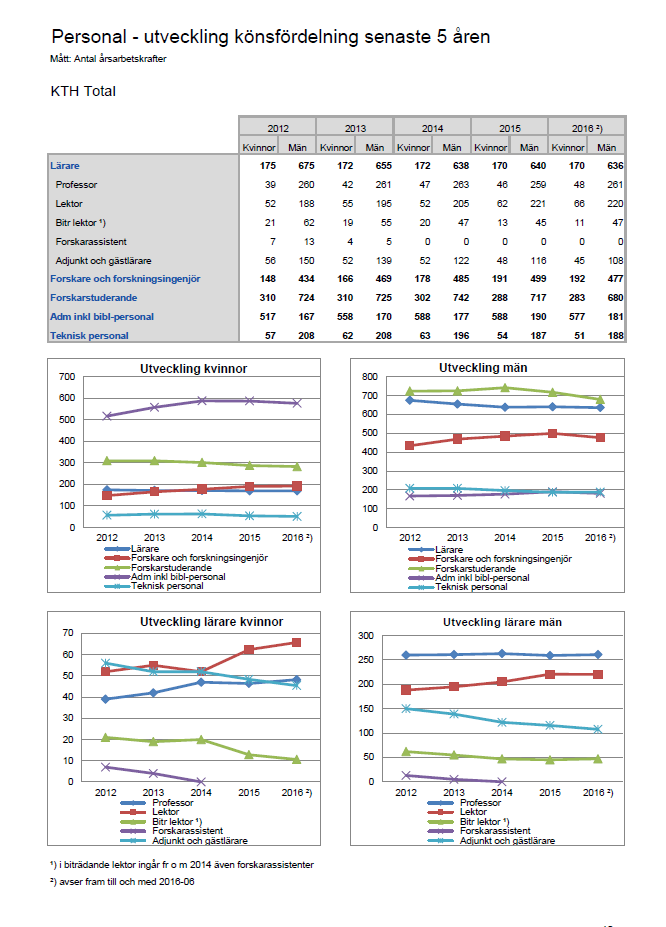 Personal - utveckling könsfördelning senaste 5 åren
Mått: Antal årsarbetskrafter
KTH Total
2012 2013 2014 2015 2016 ²)
Kvinnor Män Kvinnor Män Kvinnor Män Kvinnor Män Kvinnor Män
Lärare 175 675 172 655 172 638 170 640 170 636
Professor 39 260 42 261 47 263 46 259 48 261
Lektor 52 188 55 195 52 205 62 221 66 220
Bitr lektor ¹) 21 62 19 55 20 47 13 45 11 47
Forskarassistent 7 13 4 5 0 0 0 0 0 0
Adjunkt och gästlärare 56 150 52 139 52 122 48 116 45 108
Forskare och forskningsingenjör 148 434 166 469 178 485 191 499 192 477
Forskarstuderande 310 724 310 725 302 742 288 717 283 680
Adm inkl bibl-personal 517 167 558 170 588 177 588 190 577 181
Teknisk personal 57 208 62 208 63 196 54 187 51 188
Utveckling kvinnor
700
600
500
400
300
200
100
0
2012 2013 2014 2015 2016 ²)
Lärare
Forskare och forskningsingenjör
Forskarstuderande
Adm inkl bibl-personal
Teknisk personal
Utveckling män
800
700
600
500
400
300
200
100
0
2012 2013 2014 2015 2016 ²)
Lärare
Forskare och forskningsingenjör
Forskarstuderande
Adm inkl bibl-personal
Teknisk personal
Utveckling lärare kvinnor
70
60
50
40
30
20
10
0
2012 2013 2014 2015 2016 ²)
Professor
Lektor
Bitr lektor ¹)
Forskarassistent
Adjunkt och gästlärare
Utveckling lärare män
300
250
200
150
100
50
0
2012 2013 2014 2015 2016 ²)
Professor
Lektor
Bitr lektor ¹)
Forskarassistent
Adjunkt och gästlärare
¹) i biträdande lektor ingår fr o m 2014 även forskarassistenter
²) avser fram till och med 2016-06